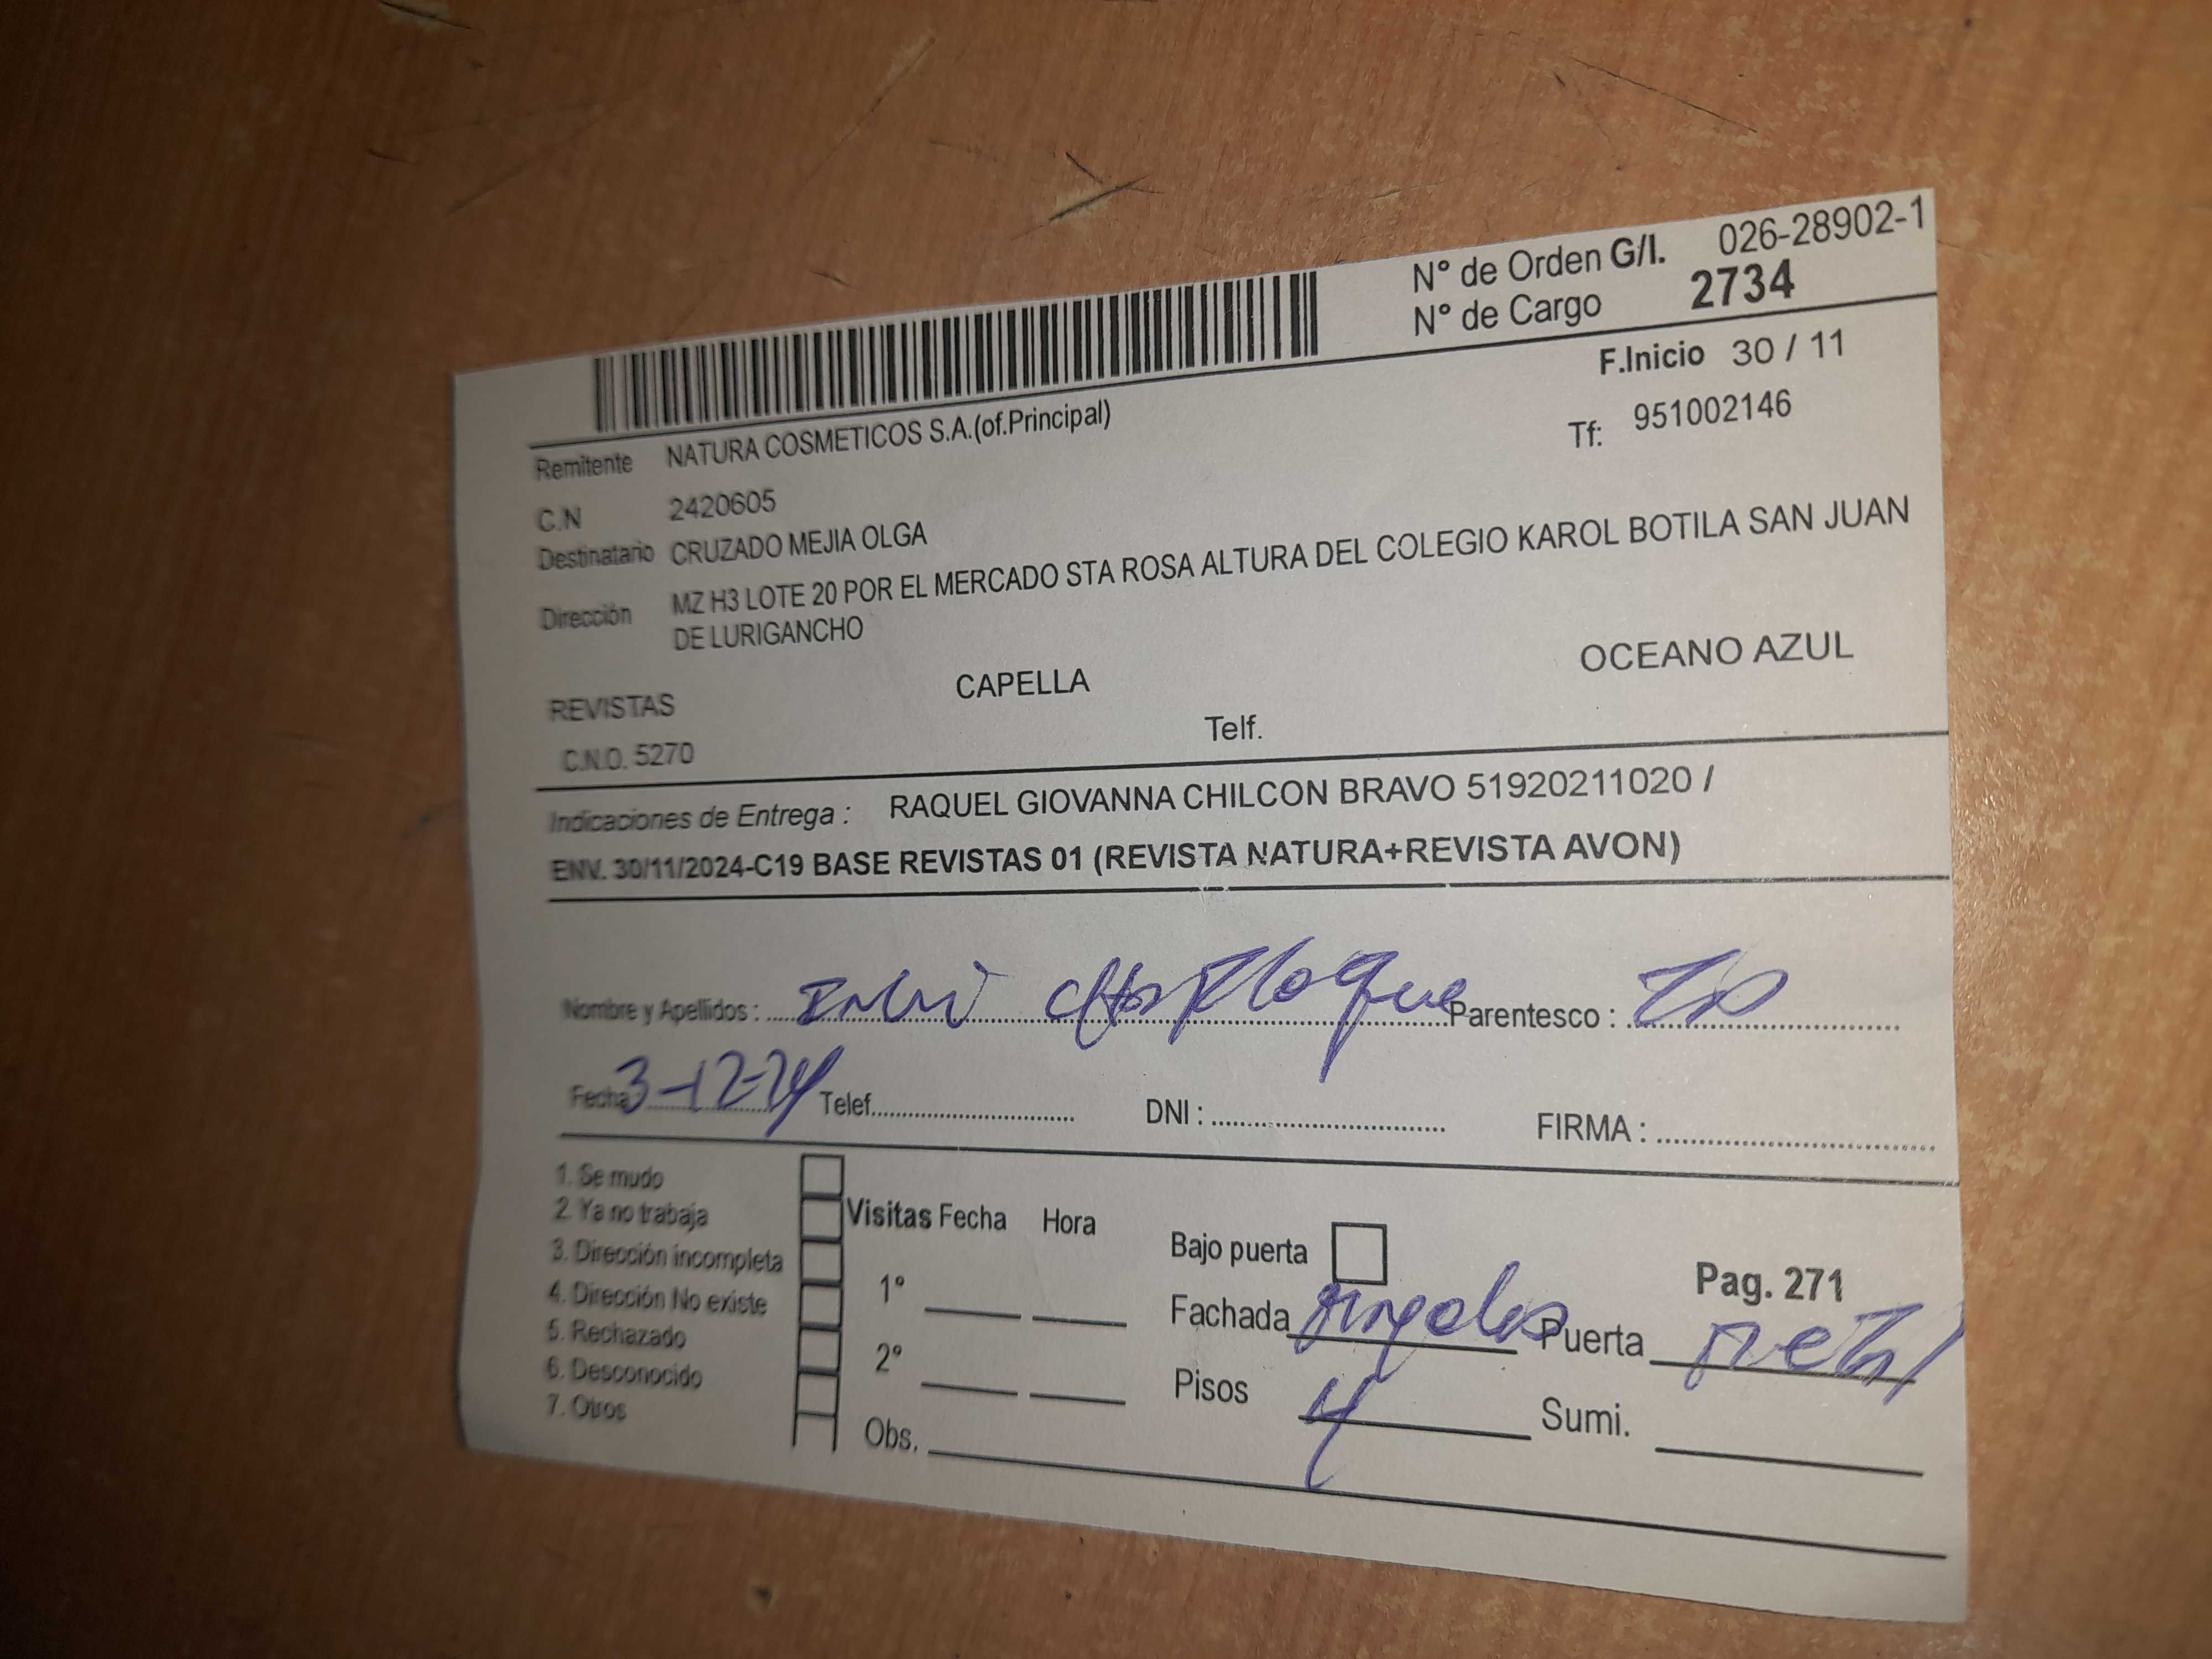 N° de Orden G/I. 026-28902-1
N° de Cargo 2734
F.Inicio 30 / 11
Remitente NATURA COSMETICOS S.A.(of.Principal)
Tf: 951002146
C.N 2420605
Destinatario CRUZADO MEJIA OLGA
Dirección MZ H3 LOTE 20 POR EL MERCADO STA ROSA ALTURA DEL COLEGIO KAROL BOTILA SAN JUAN
DE LURIGANCHO
REVISTAS CAPELLA OCEANO AZUL
C.N.O. 5270 Telf.
Indicaciones de Entrega : RAQUEL GIOVANNA CHILCON BRAVO 51920211020 /
ENV. 30/11/2024-C19 BASE REVISTAS 01 (REVISTA NATURA+REVISTA AVON)
Nombre y Apellidos : Parentesco :
Fecha 3-12-24 Telef. DNI : FIRMA :
1. Se mudo
2. Ya no trabaja Visitas Fecha Hora
3. Dirección incompleta Bajo puerta Pag. 271
4. Dirección No existe 1° Fachada Puerta
5. Rechazado
6. Desconocido 2° Pisos 4 Sumi.
7. Otros Obs.